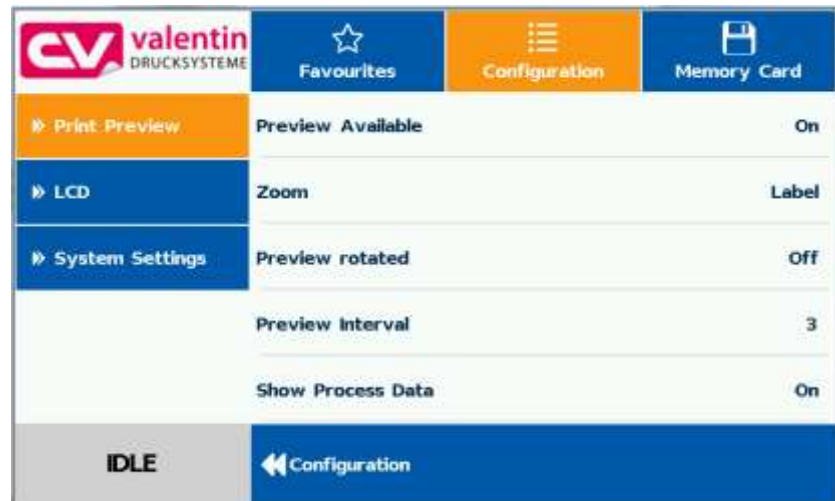 CV valentin
DRUCKSYSTEME
Favourites
Configuration
Memory Card
Print Preview
LCD
System Settings
Preview Available On
Zoom Label
Preview rotated Off
Preview Interval 3
Show Process Data On
IDLE
Configuration